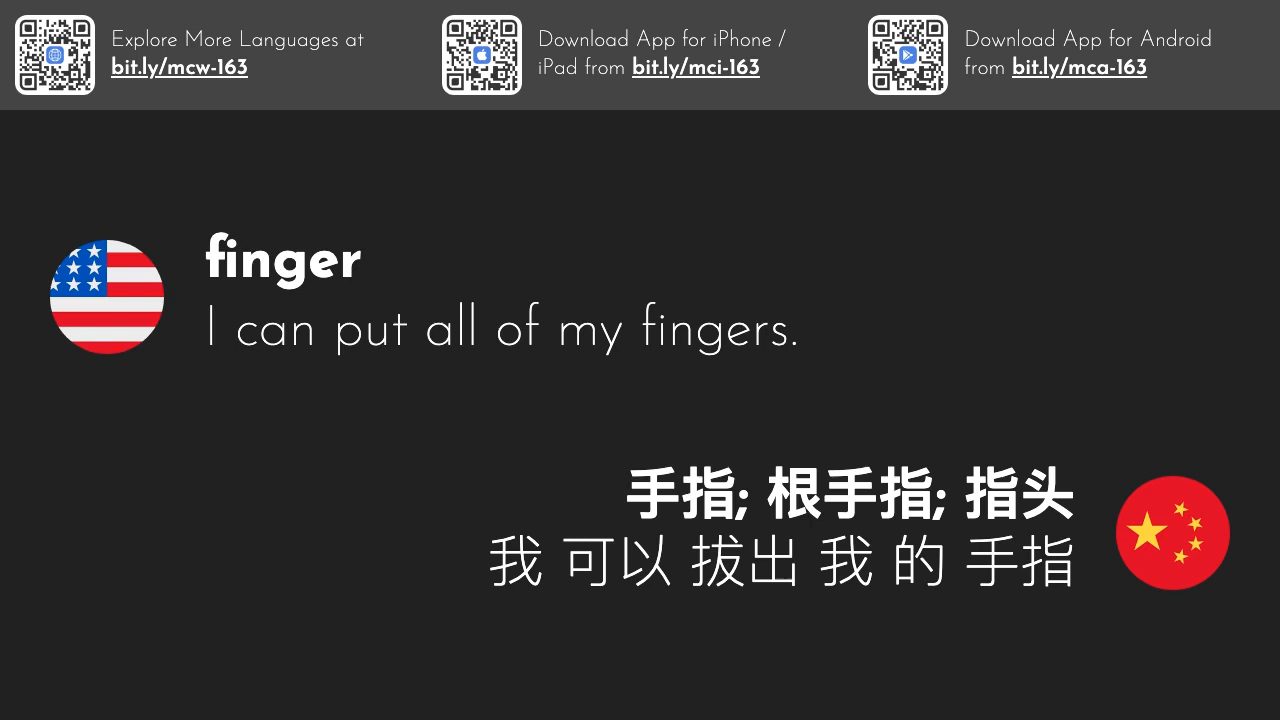 Explore More Languages at
bit.ly/mcw-163
Download App for iPhone /
iPad from bit.ly/mci-163
Download App for Android
from bit.ly/mca-163
finger
I can put all of my fingers.
手指; 根手指; 指头
我 可以 拔出 我 的 手指